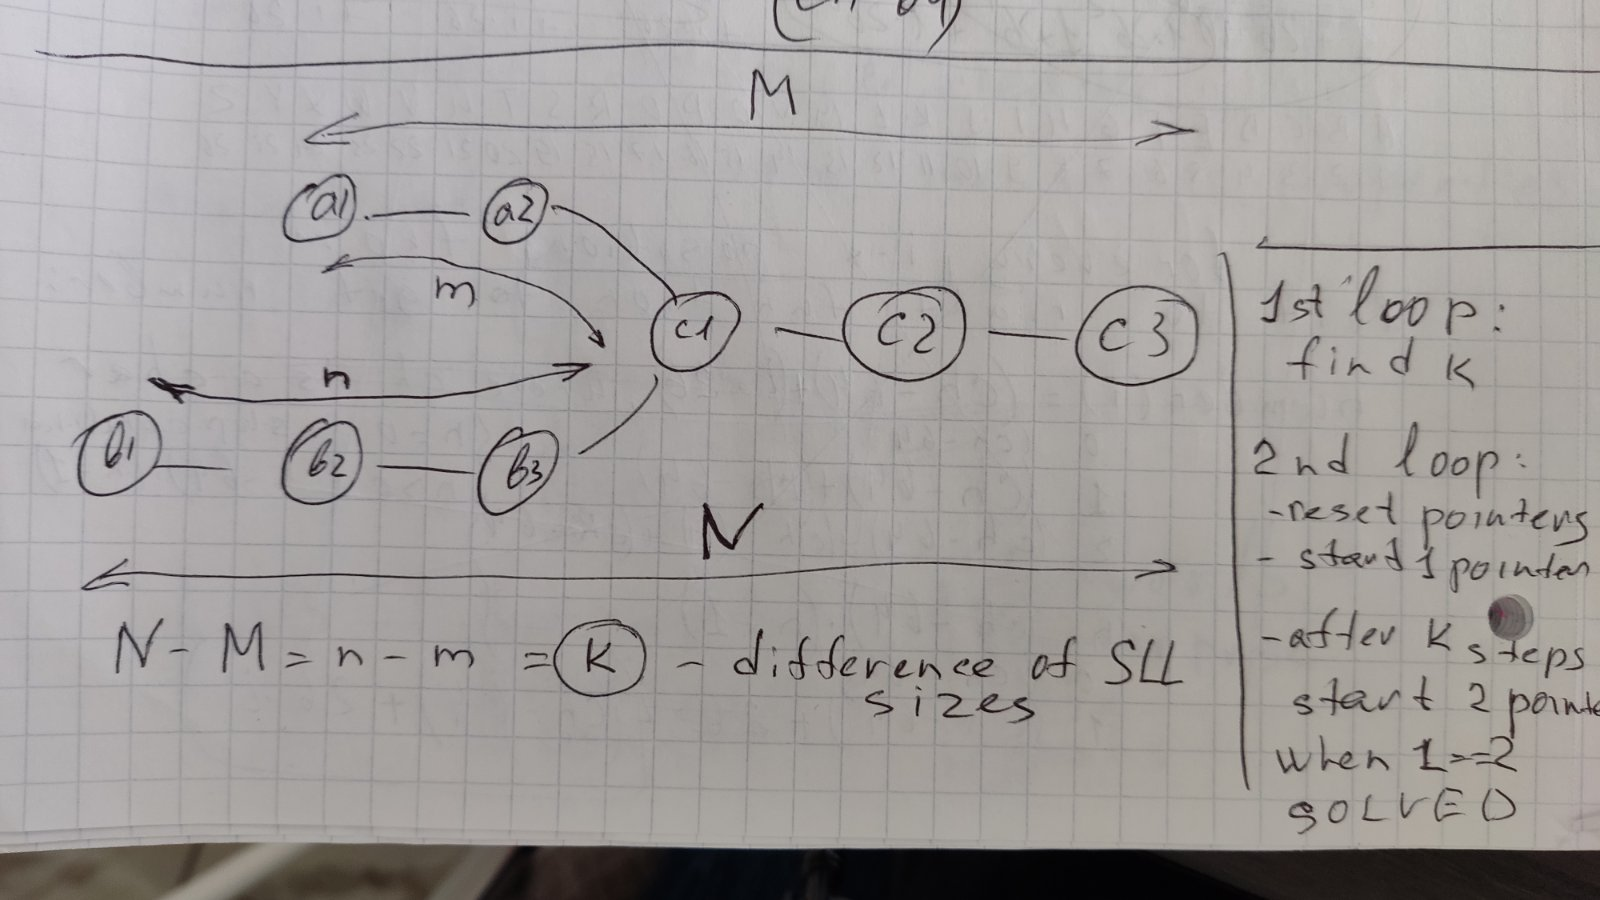 M
a1
a2
m
c1
c2
c3
n
b1
b2
b3
N
N - M = n - m = K - difference of SLL
sizes
1st loop:
find K
2nd loop:
- reset pointers
- start 1 pointer
- after K steps
start 2 pointe
when 1==2
SOLVED